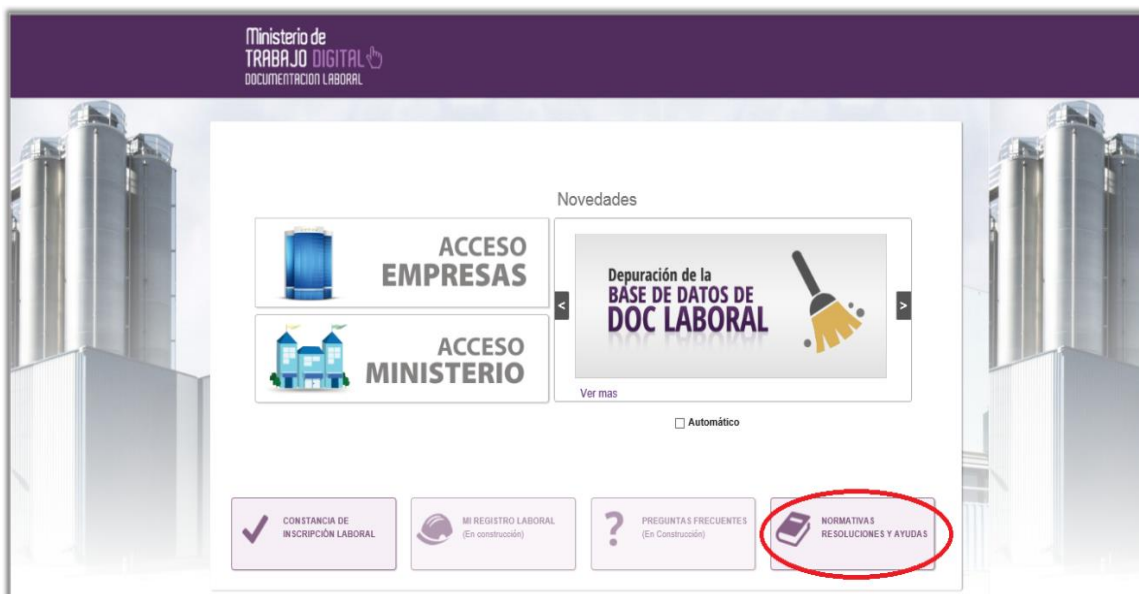 Ministerio de
TRABAJO DIGITAL
DOCUMENTACION LABORAL
Novedades
ACCESO
EMPRESAS
ACCESO
MINISTERIO
<
Depuración de la
BASE DE DATOS DE
DOC LABORAL
>
Ver mas
Automático
CONSTANCIA DE
INSCRIPCIÓN LABORAL
MI REGISTRO LABORAL
(En construcción)
?
PREGUNTAS FRECUENTES
(En Construcción)
NORMATIVAS
RESOLUCIONES Y AYUDAS